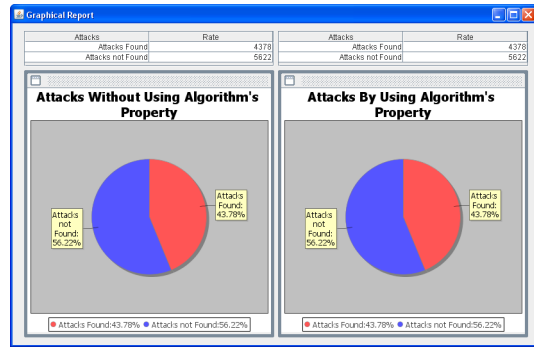 Graphical Report
Attacks Rate
Attacks Found 4378
Attacks not Found 5622
Attacks Rate
Attacks Found 4378
Attacks not Found 5622
Attacks Without Using Algorithm's
Property
Attacks
Found:
43.78%
Attacks
not
Found:
56.22%
Attacks Found:43.78% Attacks not Found:56.22%
Attacks By Using Algorithm's
Property
Attacks
Found:
43.78%
Attacks
not
Found:
56.22%
Attacks Found:43.78% Attacks not Found:56.22%